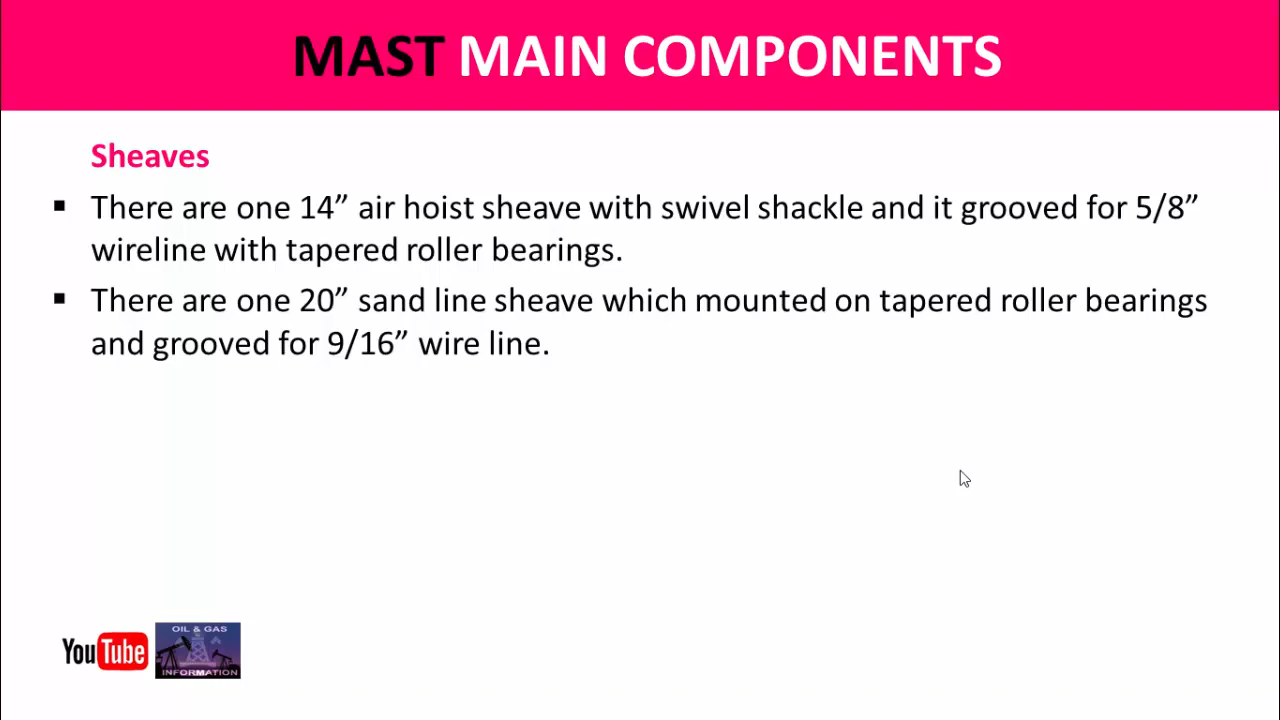 MAST MAIN COMPONENTS
Sheaves
▪ There are one 14” air hoist sheave with swivel shackle and it grooved for 5/8”
wireline with tapered roller bearings.
▪ There are one 20” sand line sheave which mounted on tapered roller bearings
and grooved for 9/16” wire line.
YouTube
OIL & GAS
INFORMATION